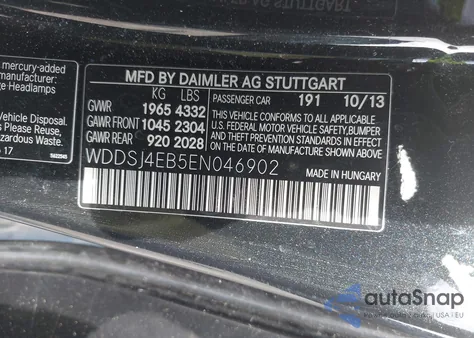 mercury-added
Headlamps
Vehicle Disposal.
Please Reuse,
Hazardous Waste.
17
MFD BY DAIMLER AG STUTTGART
KG LBS
GVWR 1965 4332
GAWR FRONT 1045 2304
GAWR REAR 920 2028
PASSENGER CAR 191 10/13
THIS VEHICLE CONFORMS TO ALL APPLICABLE
U.S. FEDERAL MOTOR VEHICLE SAFETY, BUMPER
AND THEFT PREVENTION STANDARDS IN EFFECT
ON THE DATE OF MANUFACTURE SHOWN ABOVE.
WDDSJ4EB5EN046902
MADE IN HUNGARY
autoSnap